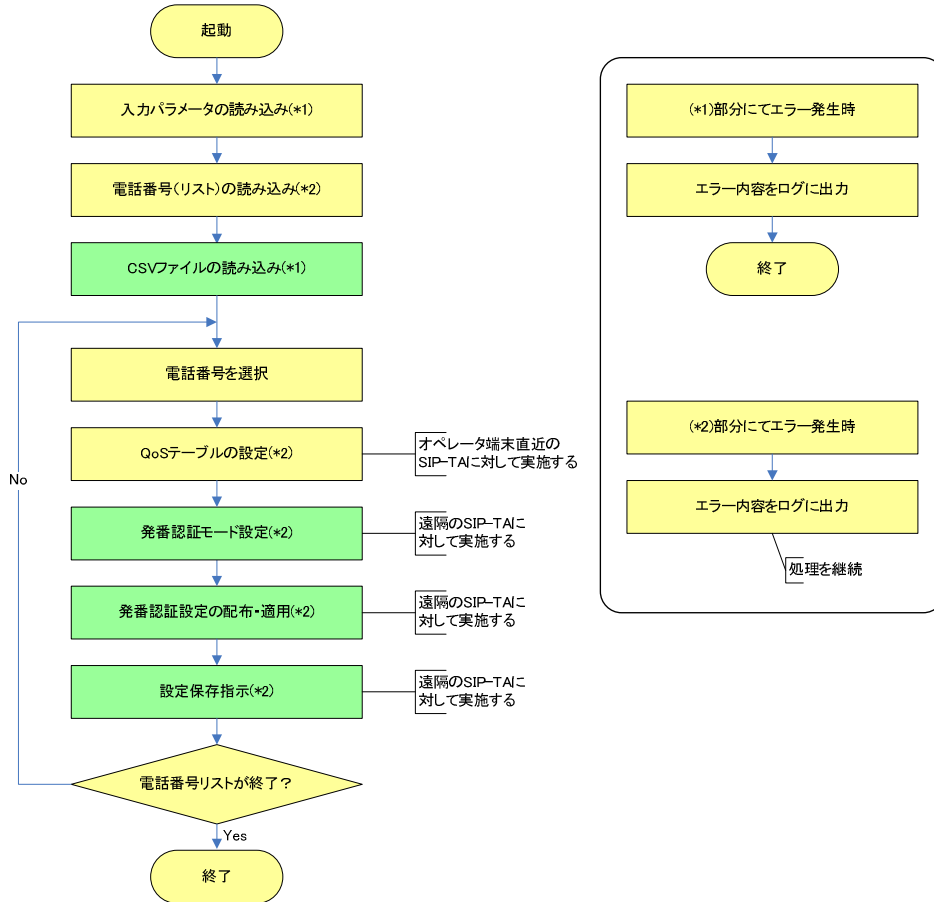 起動
入力パラメータの読み込み(*1)
電話番号(リスト)の読み込み(*2)
CSVファイルの読み込み(*1)
電話番号を選択
QoSテーブルの設定(*2)
オペレータ端末直近の
SIP-TAに対して実施する
No
発番認証モード設定(*2)
遠隔のSIP-TAに
対して実施する
発番認証設定の配布・適用(*2)
遠隔のSIP-TAに
対して実施する
設定保存指示(*2)
遠隔のSIP-TAに
対して実施する
電話番号リストが終了?
Yes
終了
(*1)部分にてエラー発生時
エラー内容をログに出力
終了
(*2)部分にてエラー発生時
エラー内容をログに出力
処理を継続